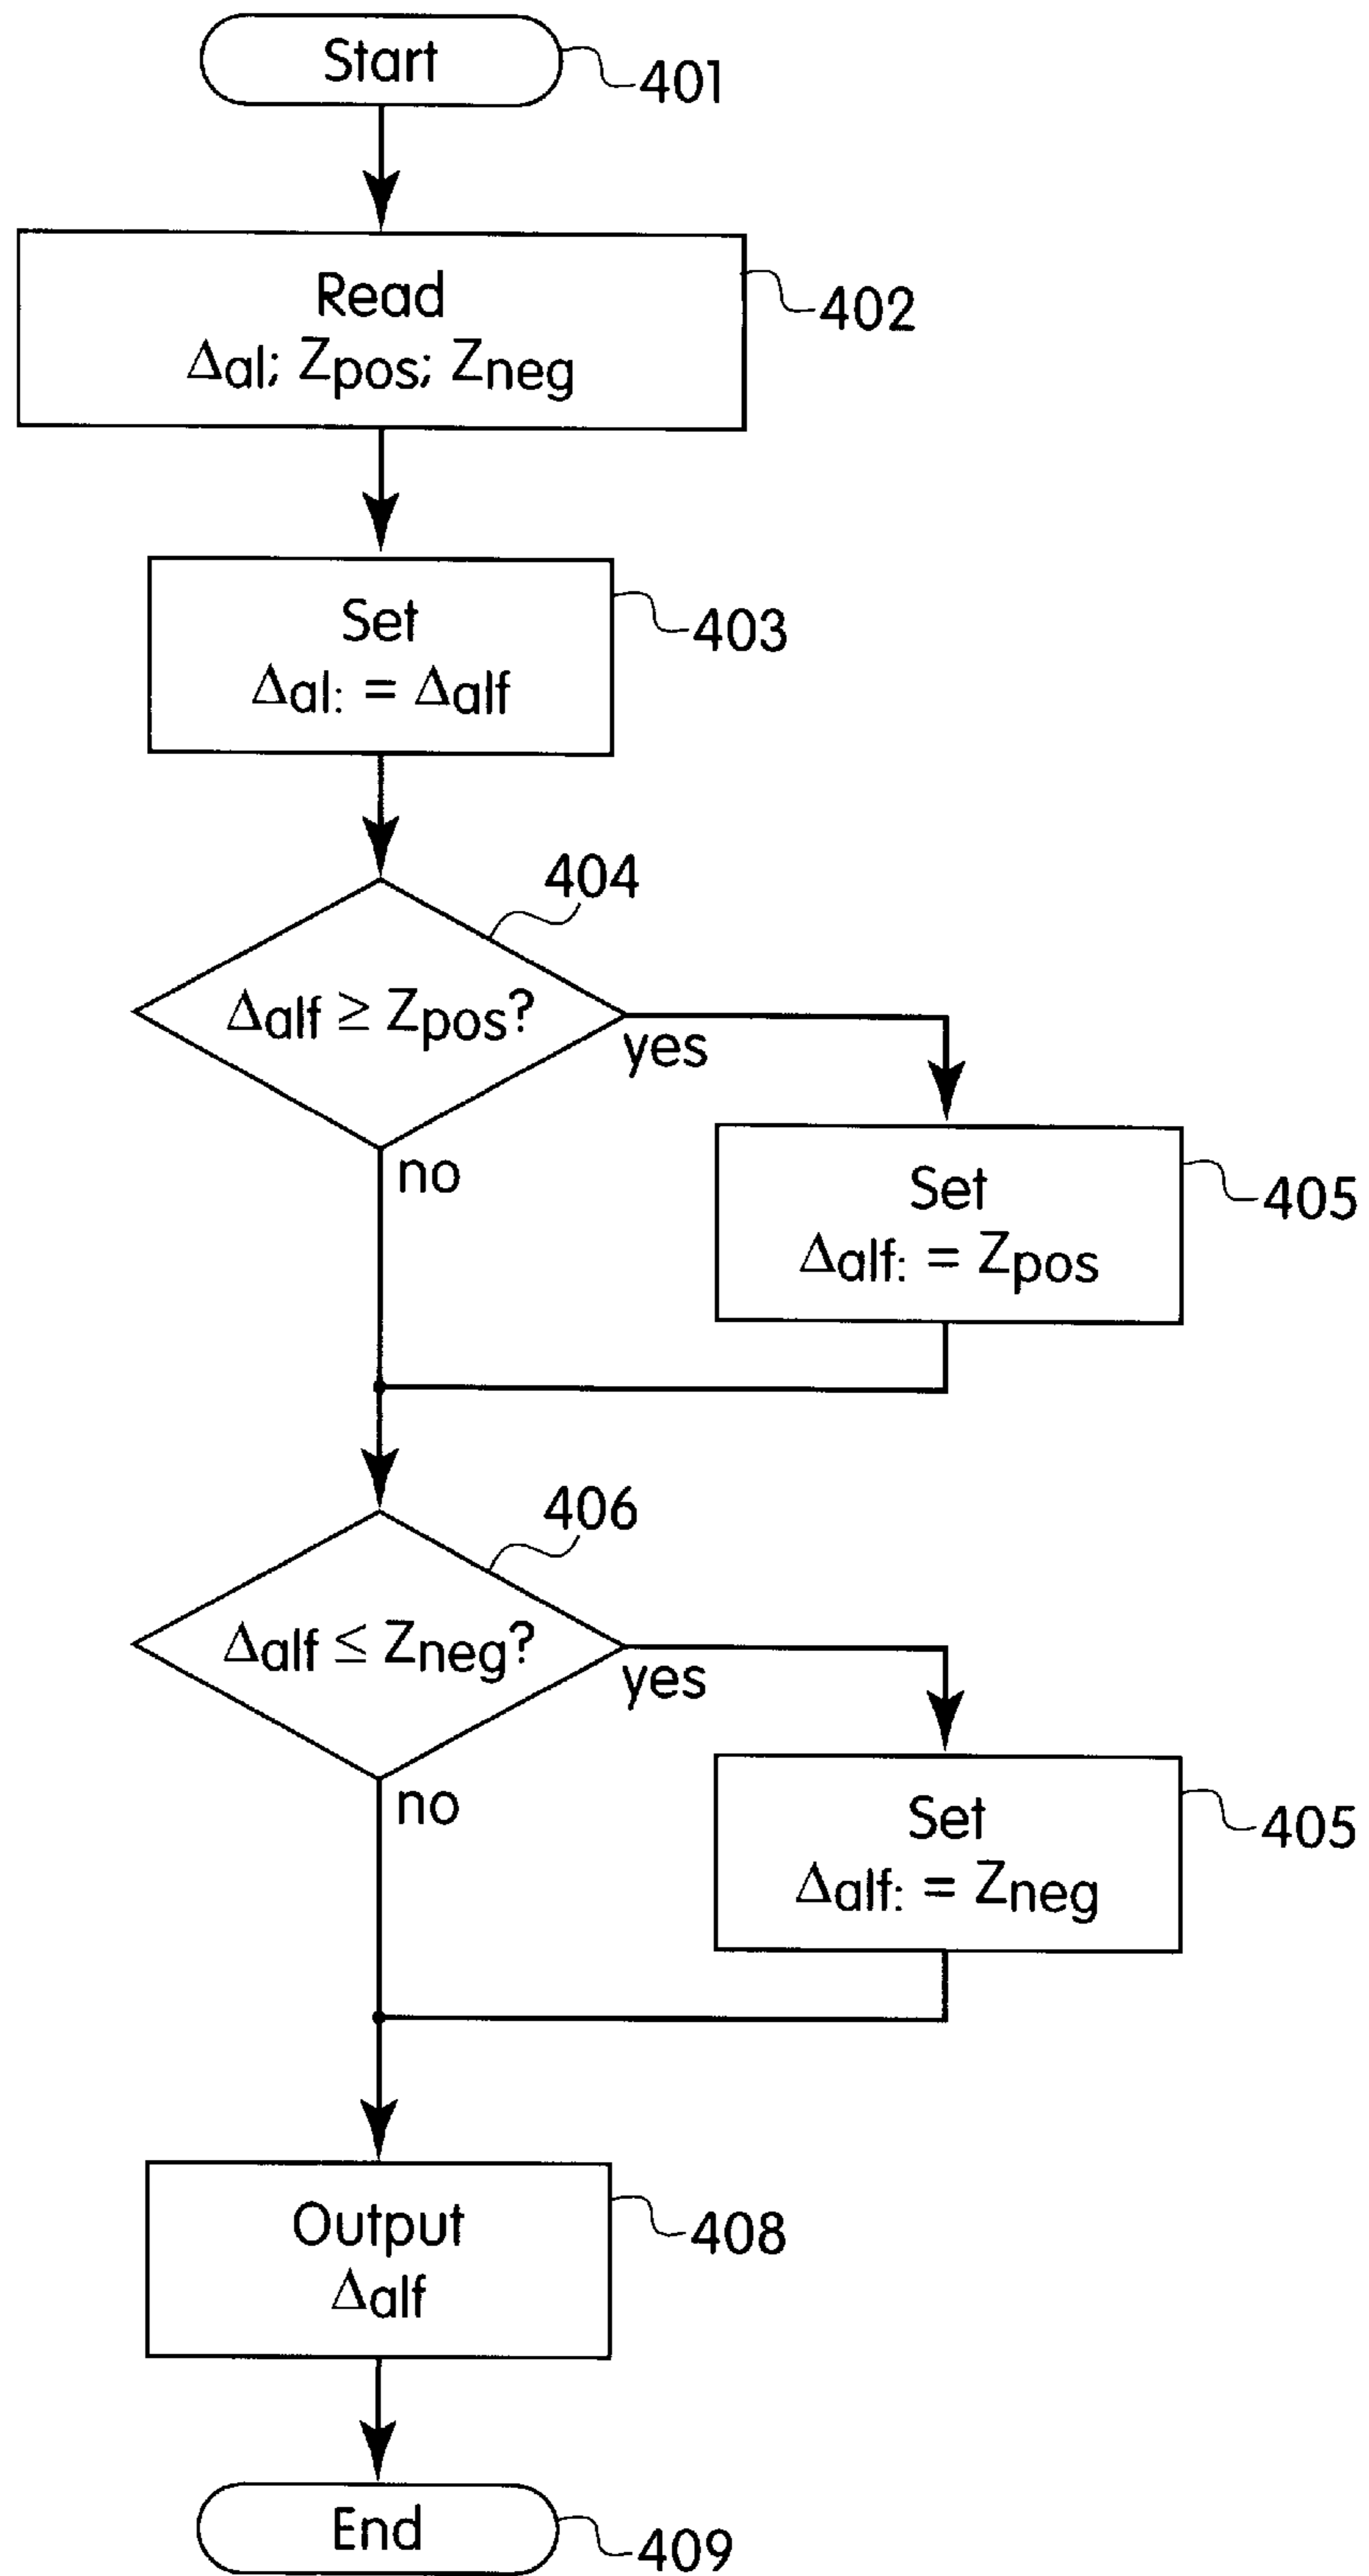 Start
401
Read
Δal; Zpos; Zneg
402
Set
Δal: = Δalf
403
404
Δalf ≥ Zpos?
yes
no
Set
Δalf: = Zpos
405
406
Δalf ≤ Zneg?
yes
no
Set
Δalf: = Zneg
405
Output
Δalf
408
End
409